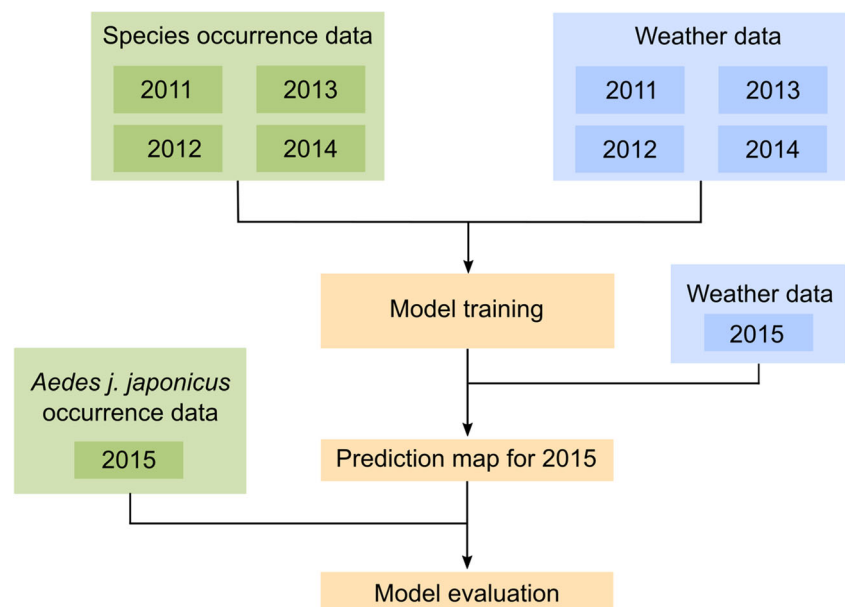 Species occurrence data
2011
2013
2012
2014
Weather data
2011
2013
2012
2014
Model training
Weather data
2015
Aedes j. japonicus
occurrence data
2015
Prediction map for 2015
Model evaluation